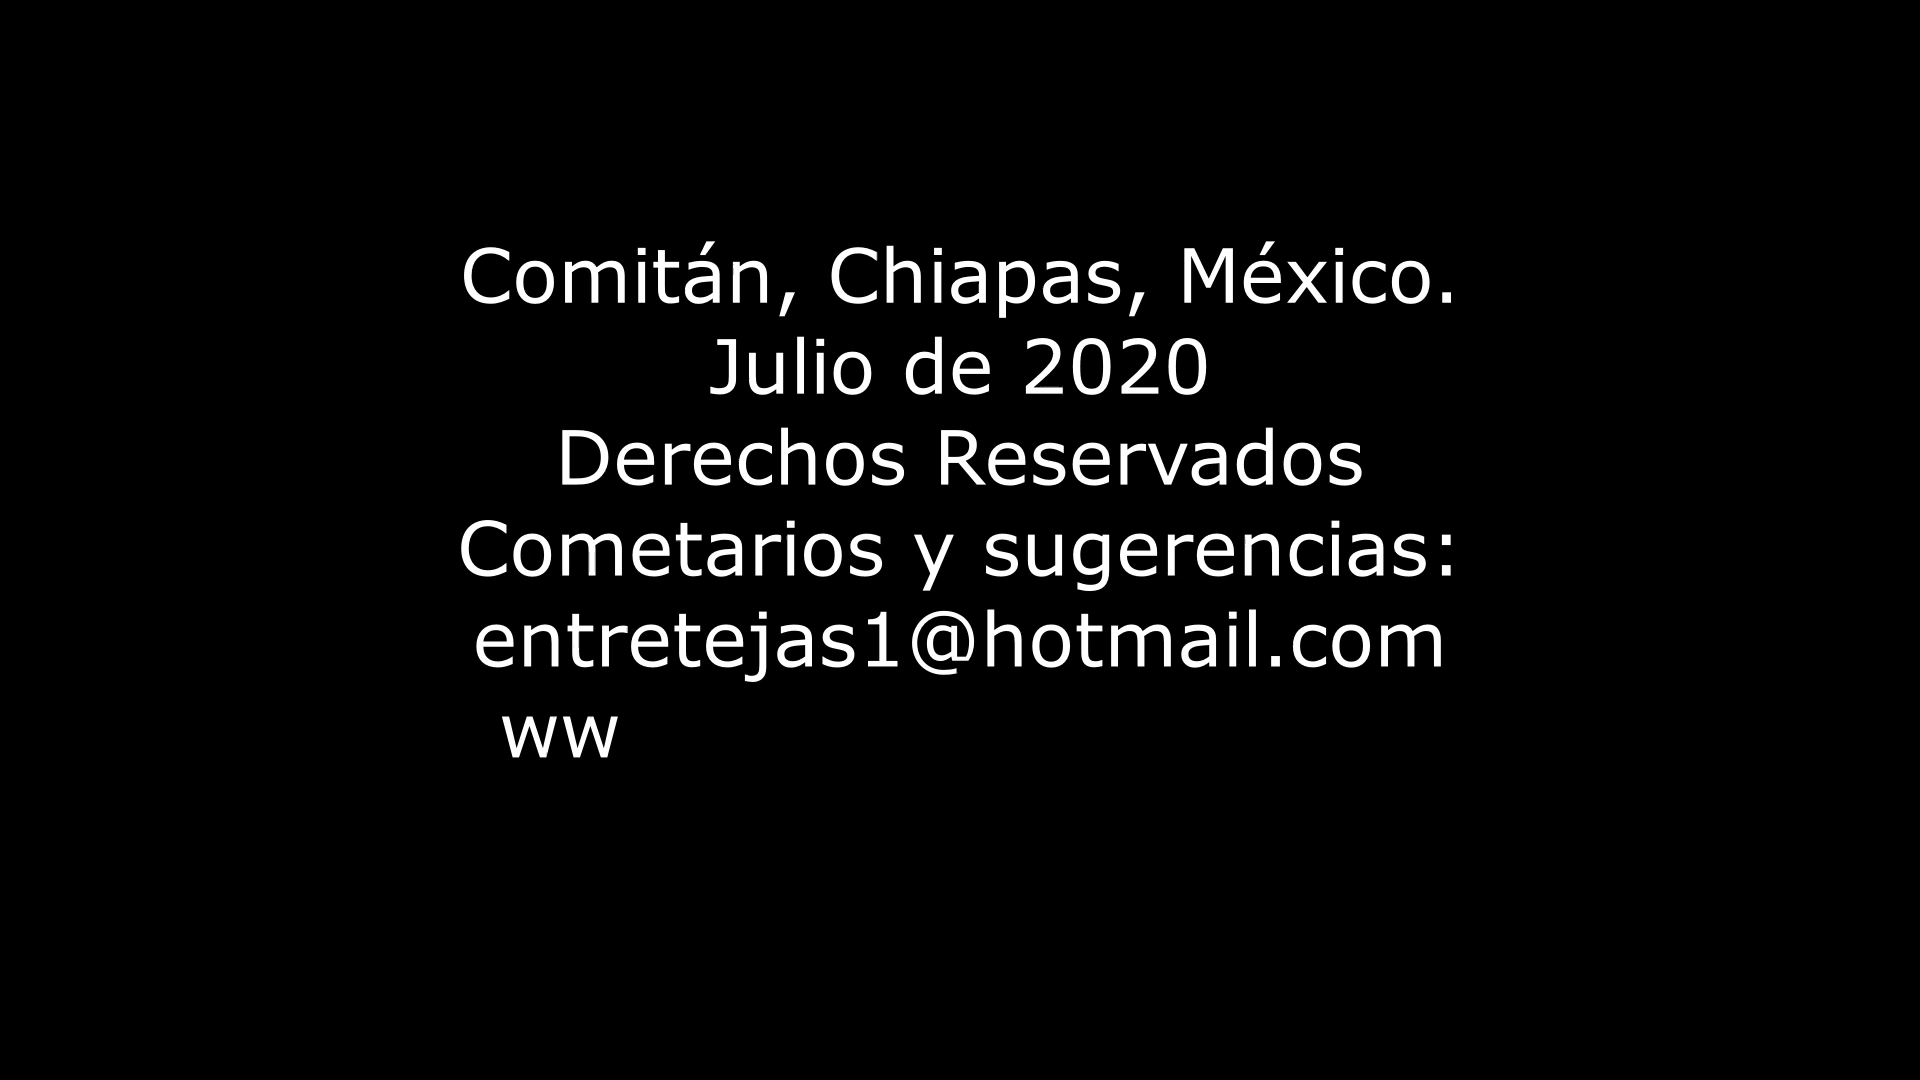 Comitán, Chiapas, México.
Julio de 2020
Derechos Reservados
Cometarios y sugerencias:
entretejas1@hotmail.com
ww